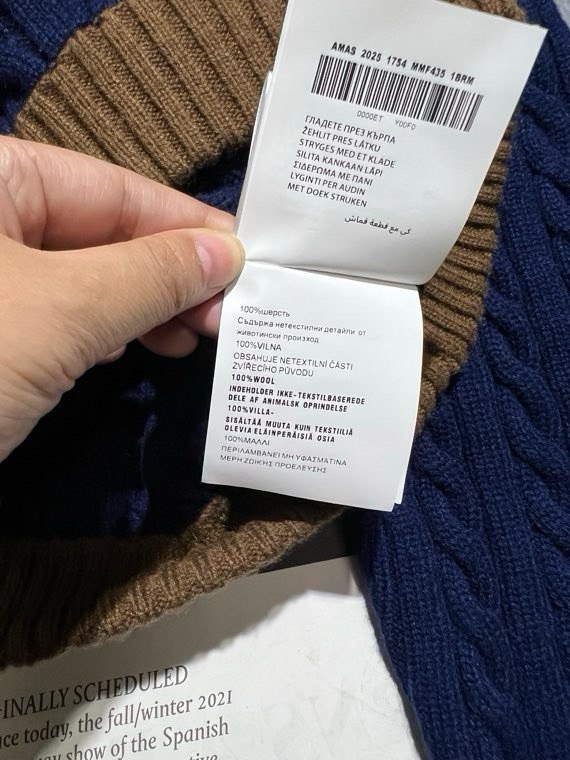 AMAS 2025 1754 MMF435 1BRM
0000ET Y00F0
ГЛАДЕТЕ ПРЕЗ КЪРПА
ŽEHLIT PRES LÁTKU
STRYGES MED ET KLÆDE
SILITA KANKAAN LÄPI
ΣΙΔΕΡΩΜΑ ΜΕ ΠΑΝΙ
LYGINTI PER AUDIN
MET DOEK STRIJKEN
كي مع قطعة قماش
100%шерсть
Съдържа нетекстилни детайли от
животински произход
100%VILNA
OBSAHUJE NETEXTILNÍ ČÁSTI
ZVÍŘECÍHO PŮVODU
100%WOOL
INDEHOLDER IKKE-TEKSTILBASEREDE
DELE AF ANIMALSK OPRINDELSE
100%VILLA-
SISÄLTÄÄ MUUTA KUIN TEKSTIILIÄ
OLEVIA ELÄINPERÄISIÄ OSIA
100%ΜΑΛΛΙ
ΠΕΡΙΛΑΜΒΑΝΕΙ ΜΗ ΥΦΑΣΜΑΤΙΝΑ
ΜΕΡΗ ΖΩΙΚΗΣ ΠΡΟΕΛΕΥΣΗΣ
INALLY SCHEDULED
ce today, the fall/winter 2021
show of the Spanish